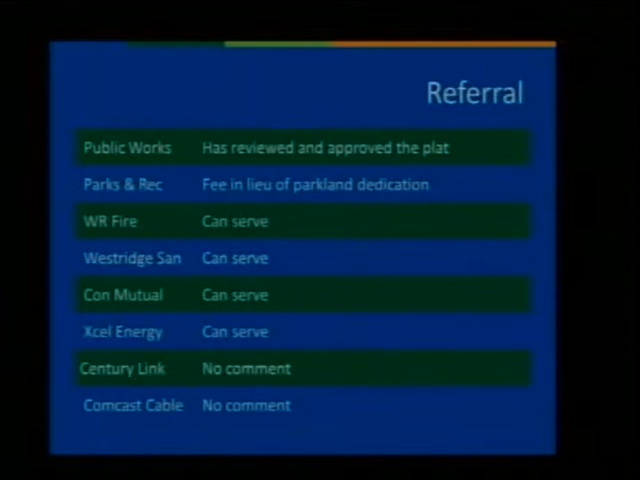 Referral
Public Works Has reviewed and approved the plat
Parks & Rec Fee in lieu of parkland dedication
WR Fire Can serve
Westridge San Can serve
Con Mutual Can serve
Xcel Energy Can serve
Century Link No comment
Comcast Cable No comment